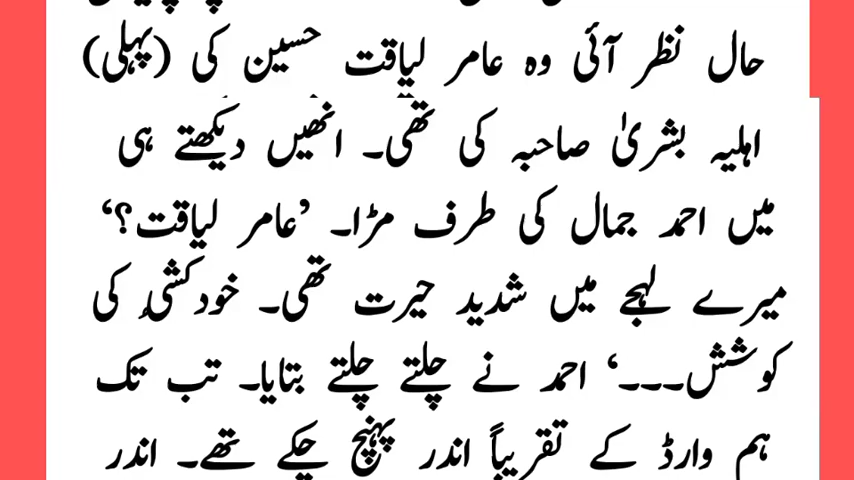 حال نظر آئی وہ عامر لیاقت حسین کی (پہلی)
اہلیہ بشریٰ صاحبہ کی تھی۔ انھیں دیکھتے ہی
میں احمد جمال کی طرف مڑا۔ ’عامر لیاقت؟‘
میرے لہجے میں شدید حیرت تھی۔ خودکشی کی
کوشش۔۔۔‘ احمد نے چلتے چلتے بتایا۔ تب تک
ہم وارڈ کے تقریباً اندر پہنچ چکے تھے۔ اندر